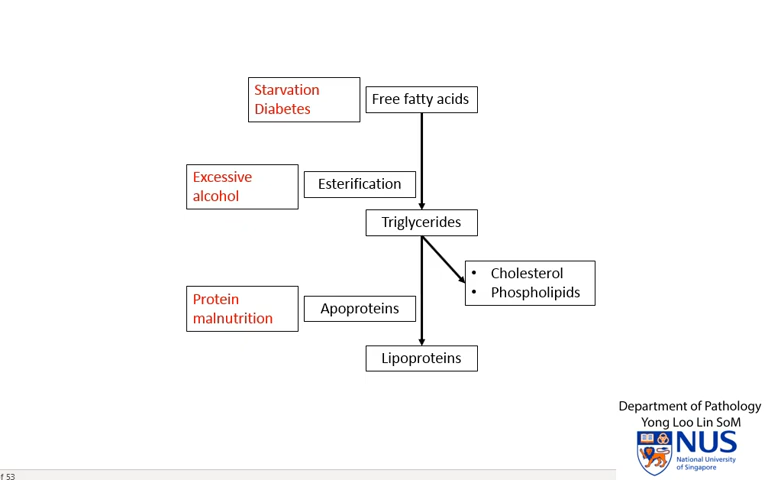 Starvation
Diabetes
Free fatty acids
Excessive
alcohol
Esterification
Triglycerides
• Cholesterol
• Phospholipids
Protein
malnutrition
Apoproteins
Lipoproteins
Department of Pathology
Yong Loo Lin SoM
NUS
National University
of Singapore
f 53